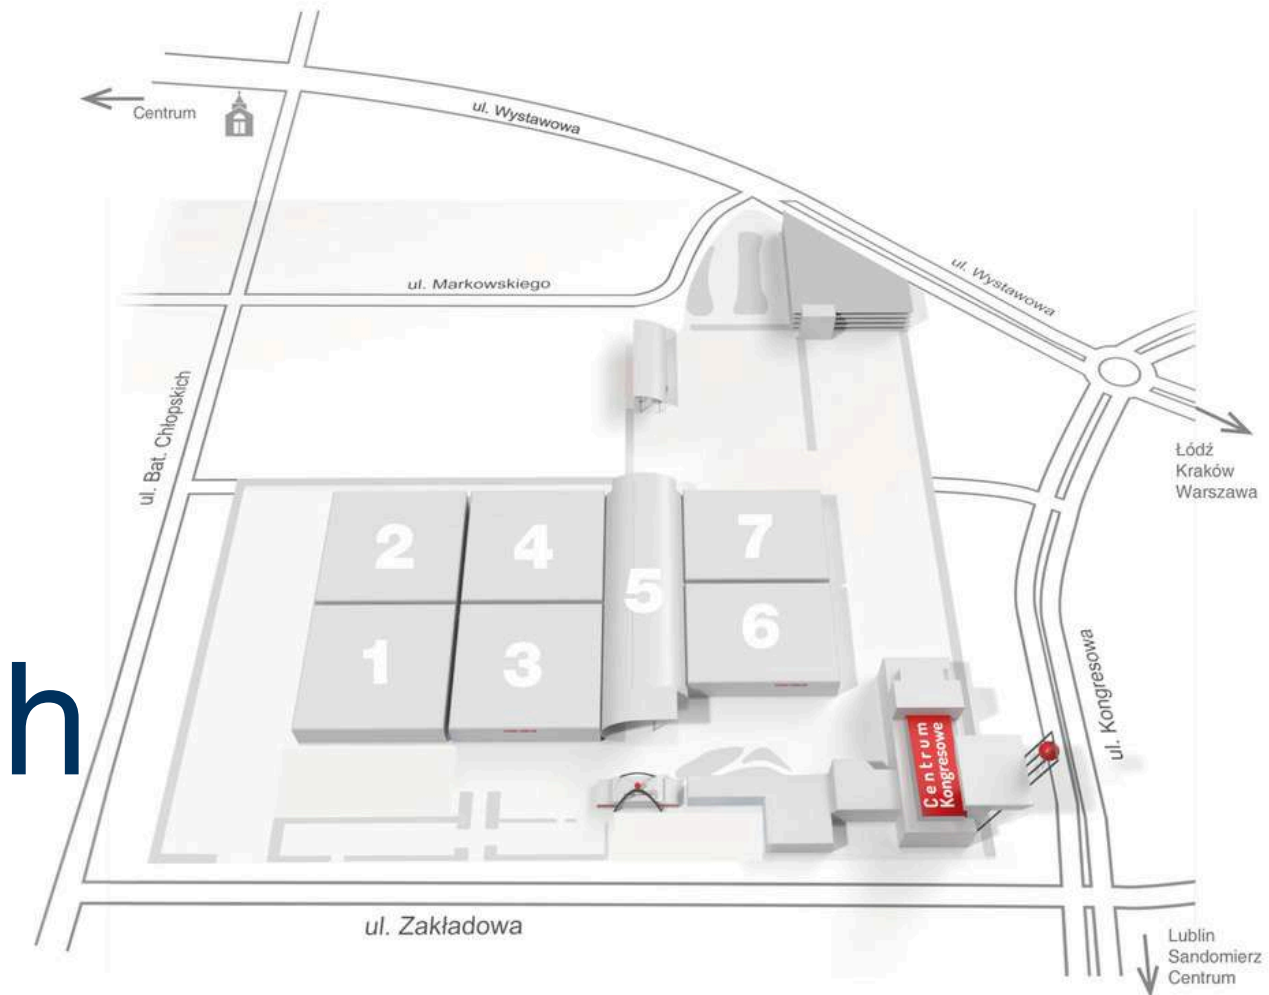 Centrum
ul. Wystawowa
ul. Markowskiego
ul. Wystawowa
ul. Bat. Chłopskich
Łódź
Kraków
Warszawa
2
4
7
5
1
3
6
h
ul. Kongresowa
Centrum
Kongresowe
ul. Zakładowa
Lublin
Sandomierz
Centrum